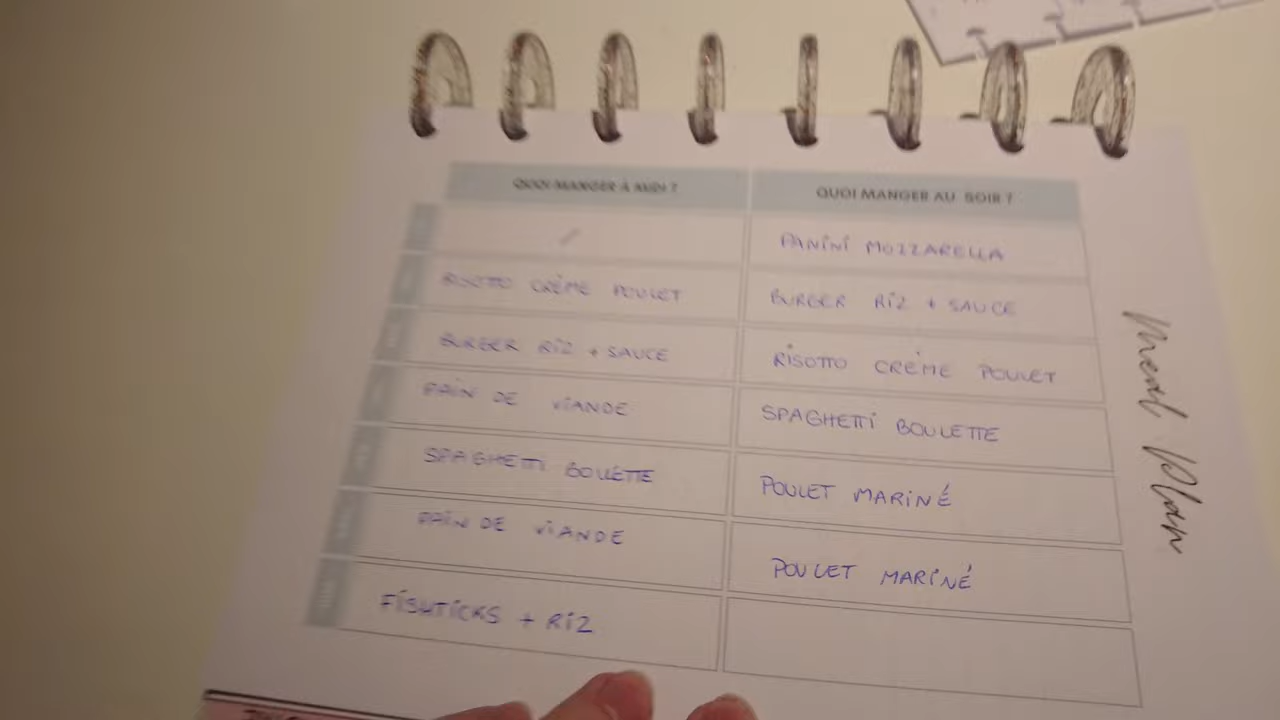 QUOI MANGER À MIDI ?
QUOI MANGER AU SOIR ?
PANINI MOZZARELLA
RISOTTO CRÈME POULET
BURGER RIZ + SAUCE
BURGER RIZ + SAUCE
RISOTTO CRÈME POULET
PAIN DE VIANDE
SPAGHETTI BOULETTE
SPAGHETTI BOULETTE
POULET MARINÉ
PAIN DE VIANDE
POULET MARINÉ
FISHTICKS + RIZ
Meal Plan